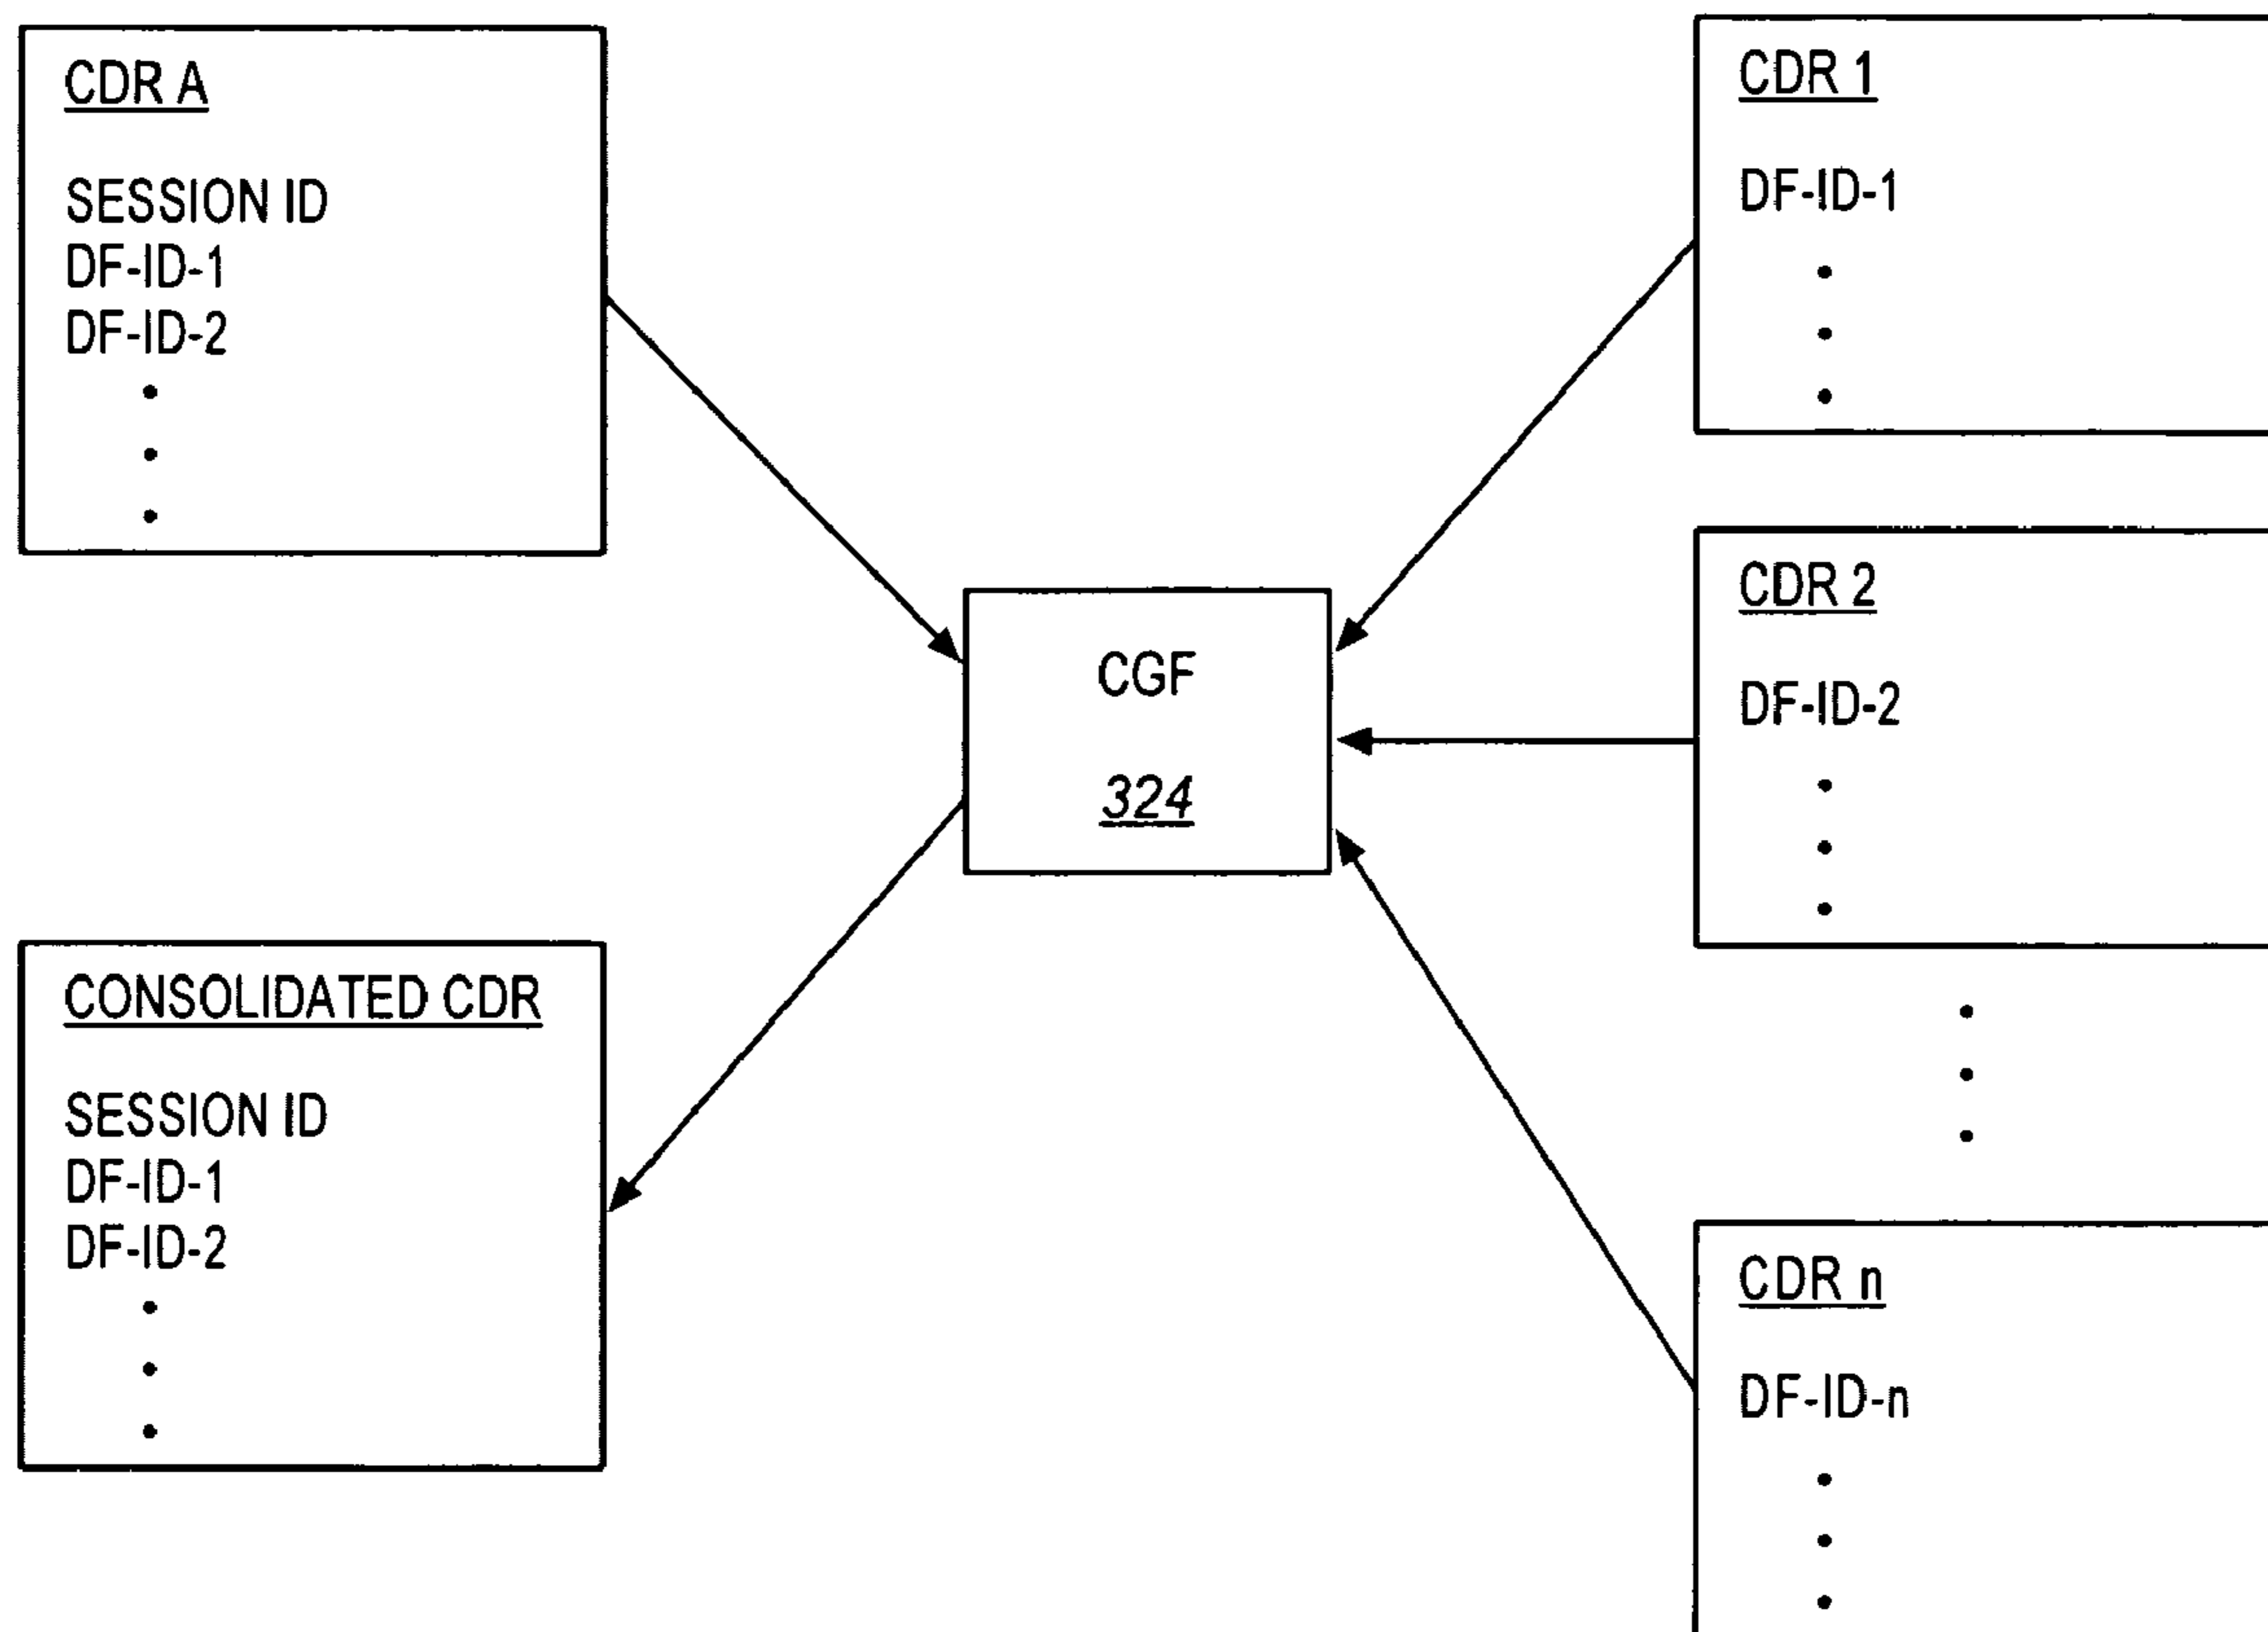 CDR A
SESSION ID
DF-ID-1
DF-ID-2
CONSOLIDATED CDR
SESSION ID
DF-ID-1
DF-ID-2
CGF
324
CDR 1
DF-ID-1
CDR 2
DF-ID-2
CDR n
DF-ID-n